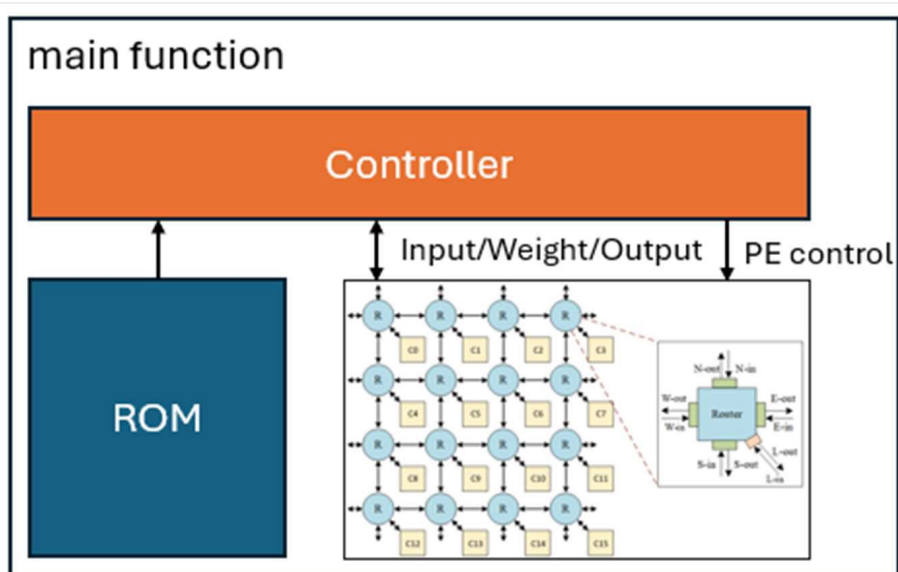 main function
Controller
Input/Weight/Output
PE control
ROM
R R R R
C0 C1 C2 C3
R R R R
C4 C5 C6 C7
R R R R
C8 C9 C10 C11
R R R R
C12 C13 C14 C15
N-out N-in
W-out E-out
Router
W-in E-in
L-out
S-in S-out
L-in